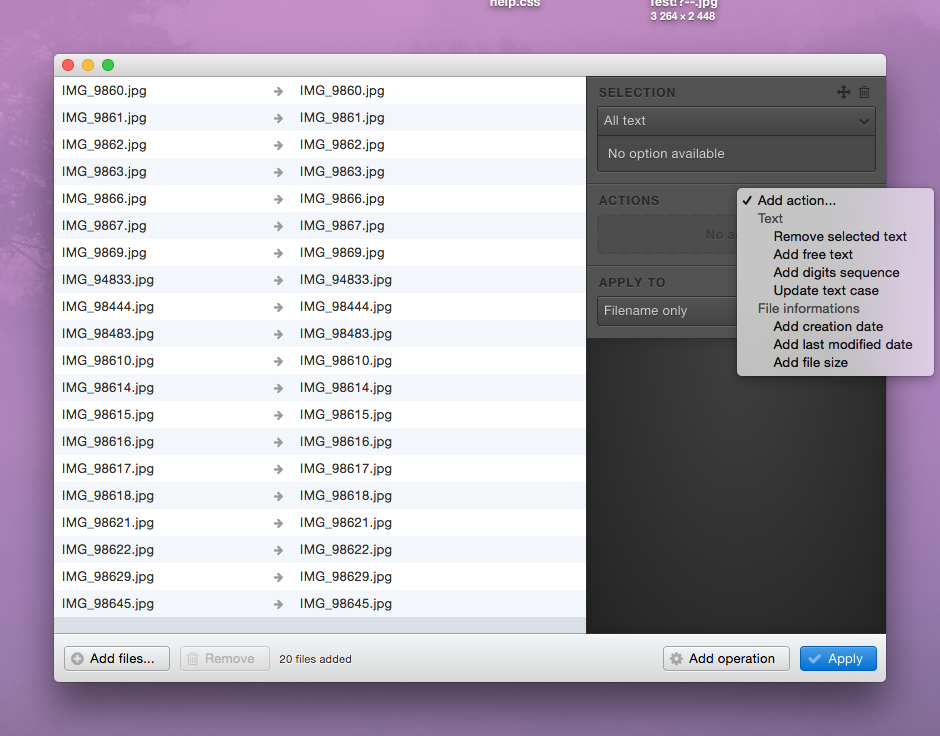 help.css
Test!?--.jpg
3 264 x 2 448
IMG_9860.jpg IMG_9860.jpg
IMG_9861.jpg IMG_9861.jpg
IMG_9862.jpg IMG_9862.jpg
IMG_9863.jpg IMG_9863.jpg
IMG_9866.jpg IMG_9866.jpg
IMG_9867.jpg IMG_9867.jpg
IMG_9869.jpg IMG_9869.jpg
IMG_94833.jpg IMG_94833.jpg
IMG_98444.jpg IMG_98444.jpg
IMG_98483.jpg IMG_98483.jpg
IMG_98610.jpg IMG_98610.jpg
IMG_98614.jpg IMG_98614.jpg
IMG_98615.jpg IMG_98615.jpg
IMG_98616.jpg IMG_98616.jpg
IMG_98617.jpg IMG_98617.jpg
IMG_98618.jpg IMG_98618.jpg
IMG_98621.jpg IMG_98621.jpg
IMG_98622.jpg IMG_98622.jpg
IMG_98629.jpg IMG_98629.jpg
IMG_98645.jpg IMG_98645.jpg
SELECTION
All text
No option available
ACTIONS
No a
APPLY TO
Filename only
Add action...
Text
Remove selected text
Add free text
Add digits sequence
Update text case
File informations
Add creation date
Add last modified date
Add file size
Add files... Remove 20 files added Add operation Apply